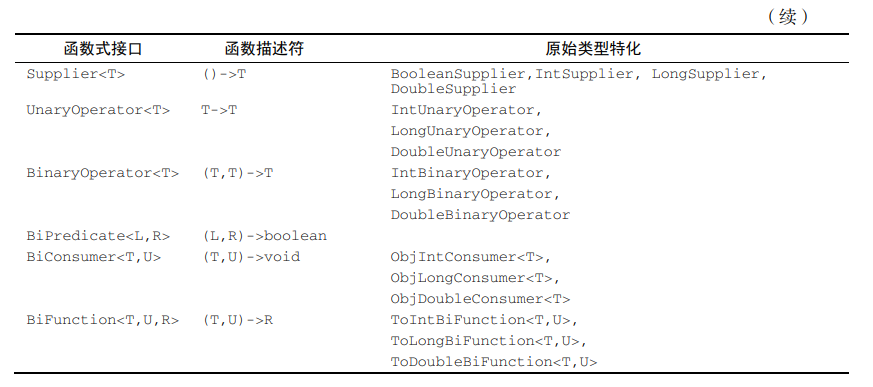 （续）
函数式接口 函数描述符 原始类型特化
Supplier<T> ()->T BooleanSupplier,IntSupplier, LongSupplier,
DoubleSupplier
UnaryOperator<T> T->T IntUnaryOperator,
LongUnaryOperator,
DoubleUnaryOperator
BinaryOperator<T> (T,T)->T IntBinaryOperator,
LongBinaryOperator,
DoubleBinaryOperator
BiPredicate<L,R> (L,R)->boolean
BiConsumer<T,U> (T,U)->void ObjIntConsumer<T>,
ObjLongConsumer<T>,
ObjDoubleConsumer<T>
BiFunction<T,U,R> (T,U)->R ToIntBiFunction<T,U>,
ToLongBiFunction<T,U>,
ToDoubleBiFunction<T,U>